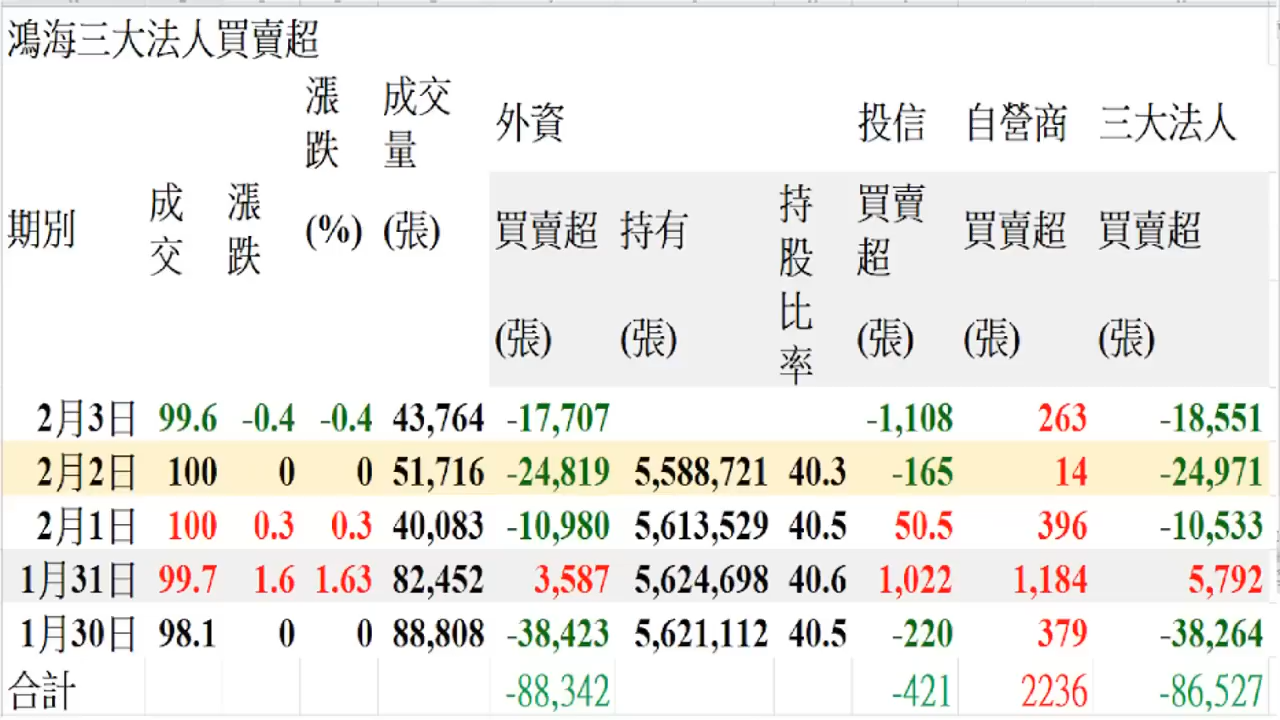 鴻海三大法人買賣超
期別 成交 漲跌 漲跌(%) 成交量(張) 外資 投信 自營商 三大法人
買賣超(張) 持有(張) 持股比率 買賣超(張) 買賣超(張) 買賣超(張)
2月3日 99.6 -0.4 -0.4 43,764 -17,707 -1,108 263 -18,551
2月2日 100 0 0 51,716 -24,819 5,588,721 40.3 -165 14 -24,971
2月1日 100 0.3 0.3 40,083 -10,980 5,613,529 40.5 50.5 396 -10,533
1月31日 99.7 1.6 1.63 82,452 3,587 5,624,698 40.6 1,022 1,184 5,792
1月30日 98.1 0 0 88,808 -38,423 5,621,112 40.5 -220 379 -38,264
合計 -88,342 -421 2236 -86,527